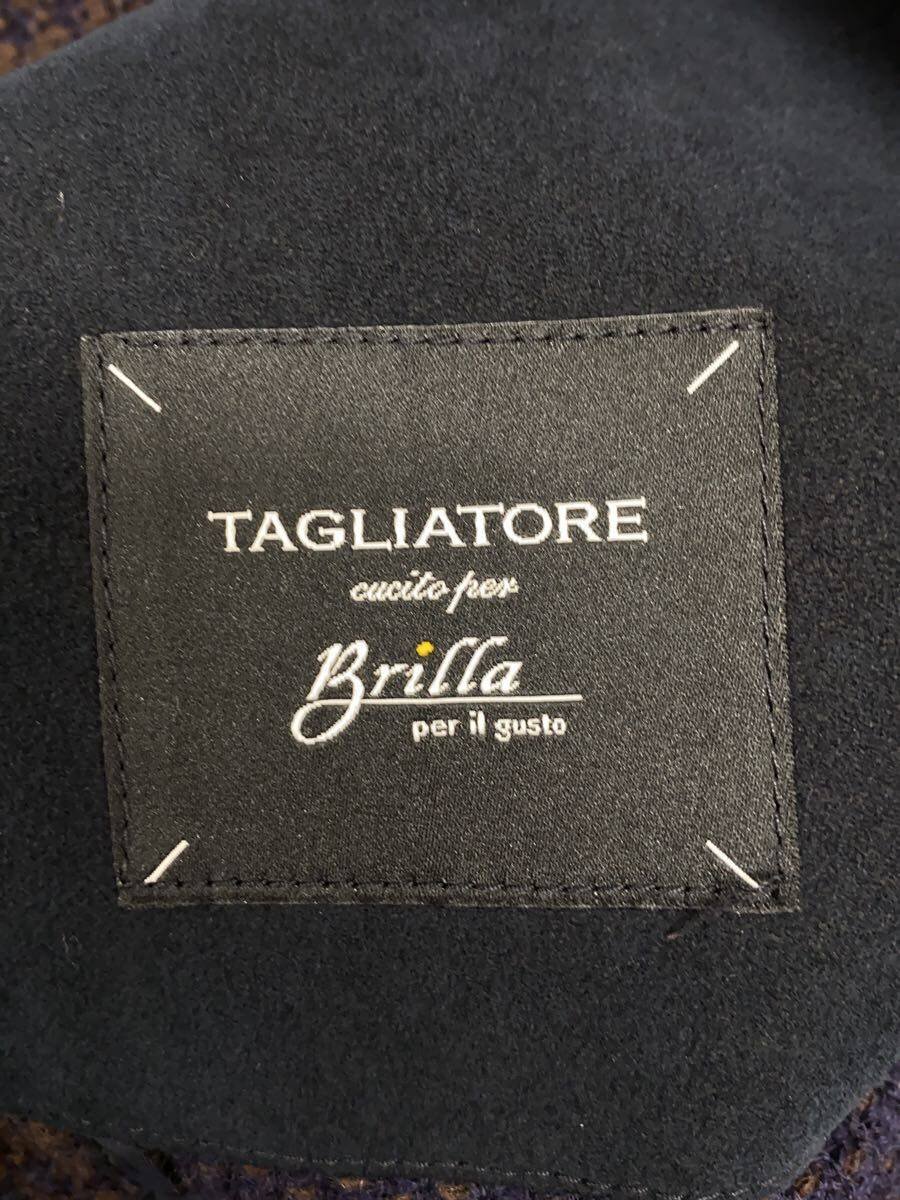 TAGLIATORE
cucito per
Brilla
per il gusto